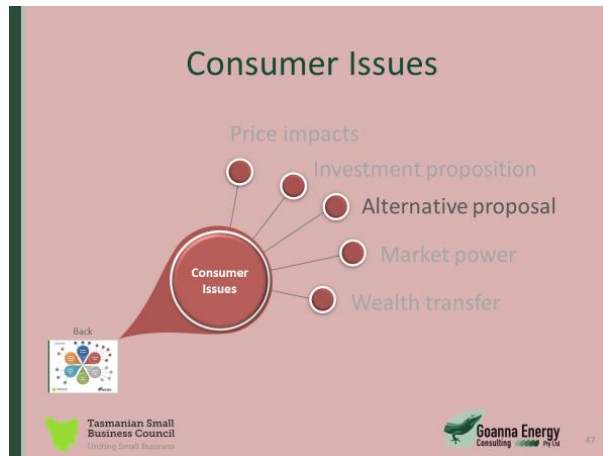 Consumer Issues
Price impacts
Investment proposition
Alternative proposal
Market power
Wealth transfer
Consumer
Issues
Back
Tasmanian Small
Business Council
Uniting Small Business
Goanna Energy
Consulting Pty Ltd
47